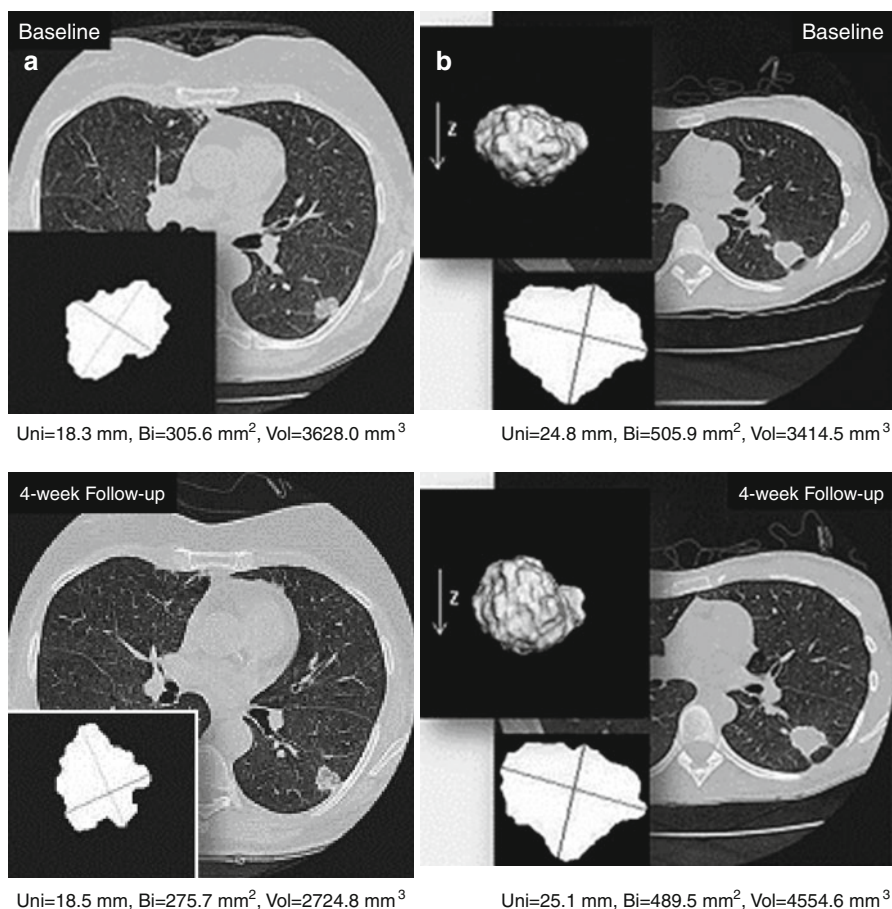 Baseline
a
Uni=18.3 mm, Bi=305.6 mm², Vol=3628.0 mm³
Baseline
b
z
Uni=24.8 mm, Bi=505.9 mm², Vol=3414.5 mm³
4-week Follow-up
Uni=18.5 mm, Bi=275.7 mm², Vol=2724.8 mm³
4-week Follow-up
z
Uni=25.1 mm, Bi=489.5 mm², Vol=4554.6 mm³